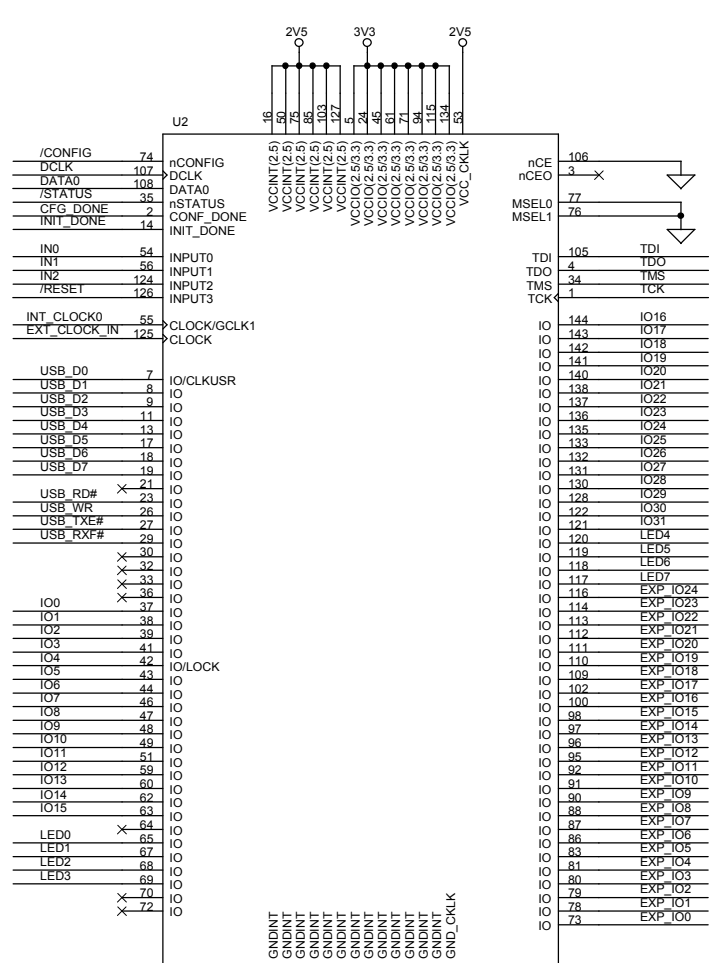 2V5 3V3 2V5
U2
16 50 75 85 103 127 5 24 45 61 71 94 115 134 53
VCCINT(2.5)
VCCINT(2.5)
VCCINT(2.5)
VCCINT(2.5)
VCCINT(2.5)
VCCINT(2.5)
VCCIO(2.5/3.3)
VCCIO(2.5/3.3)
VCCIO(2.5/3.3)
VCCIO(2.5/3.3)
VCCIO(2.5/3.3)
VCCIO(2.5/3.3)
VCCIO(2.5/3.3)
VCCIO(2.5/3.3)
VCC_CKLK
/CONFIG 74 nCONFIG
DCLK 107 DCLK
DATA0 108 DATA0
/STATUS 35 nSTATUS
CFG_DONE 2 CONF_DONE
INIT_DONE 14 INIT_DONE
IN0 54 INPUT0
IN1 56 INPUT1
IN2 124 INPUT2
/RESET 126 INPUT3
INT_CLOCK0 55 CLOCK/GCLK1
EXT_CLOCK_IN 125 CLOCK
USB_D0 7 IO/CLKUSR
USB_D1 8 IO
USB_D2 9 IO
USB_D3 11 IO
USB_D4 13 IO
USB_D5 17 IO
USB_D6 18 IO
USB_D7 19 IO
21 IO
USB_RD# 23 IO
USB_WR 26 IO
USB_TXE# 27 IO
USB_RXF# 29 IO
30 IO
32 IO
33 IO
36 IO
IO0 37 IO
IO1 38 IO
IO2 39 IO
IO3 41 IO
IO4 42 IO/LOCK
IO5 43 IO
IO6 44 IO
IO7 46 IO
IO8 47 IO
IO9 48 IO
IO10 49 IO
IO11 51 IO
IO12 59 IO
IO13 60 IO
IO14 62 IO
IO15 63 IO
64 IO
LED0 65 IO
LED1 67 IO
LED2 68 IO
LED3 69 IO
70 IO
72 IO
nCE 106
nCEO 3
MSEL0 77
MSEL1 76
TDI 105 TDI
TDO 4 TDO
TMS 34 TMS
TCK 1 TCK
IO 144 IO16
IO 143 IO17
IO 142 IO18
IO 141 IO19
IO 140 IO20
IO 138 IO21
IO 137 IO22
IO 136 IO23
IO 135 IO24
IO 133 IO25
IO 132 IO26
IO 131 IO27
IO 130 IO28
IO 128 IO29
IO 122 IO30
IO 121 IO31
IO 120 LED4
IO 119 LED5
IO 118 LED6
IO 117 LED7
IO 116 EXP_IO24
IO 114 EXP_IO23
IO 113 EXP_IO22
IO 112 EXP_IO21
IO 111 EXP_IO20
IO 110 EXP_IO19
IO 109 EXP_IO18
IO 102 EXP_IO17
IO 100 EXP_IO16
IO 98 EXP_IO15
IO 97 EXP_IO14
IO 96 EXP_IO13
IO 95 EXP_IO12
IO 92 EXP_IO11
IO 91 EXP_IO10
IO 90 EXP_IO9
IO 88 EXP_IO8
IO 87 EXP_IO7
IO 86 EXP_IO6
IO 83 EXP_IO5
IO 81 EXP_IO4
IO 80 EXP_IO3
IO 79 EXP_IO2
IO 78 EXP_IO1
IO 73 EXP_IO0
GNDINT
GNDINT
GNDINT
GNDINT
GNDINT
GNDINT
GNDINT
GNDINT
GNDINT
GNDINT
GNDINT
GNDINT
GNDINT
GND_CKLK